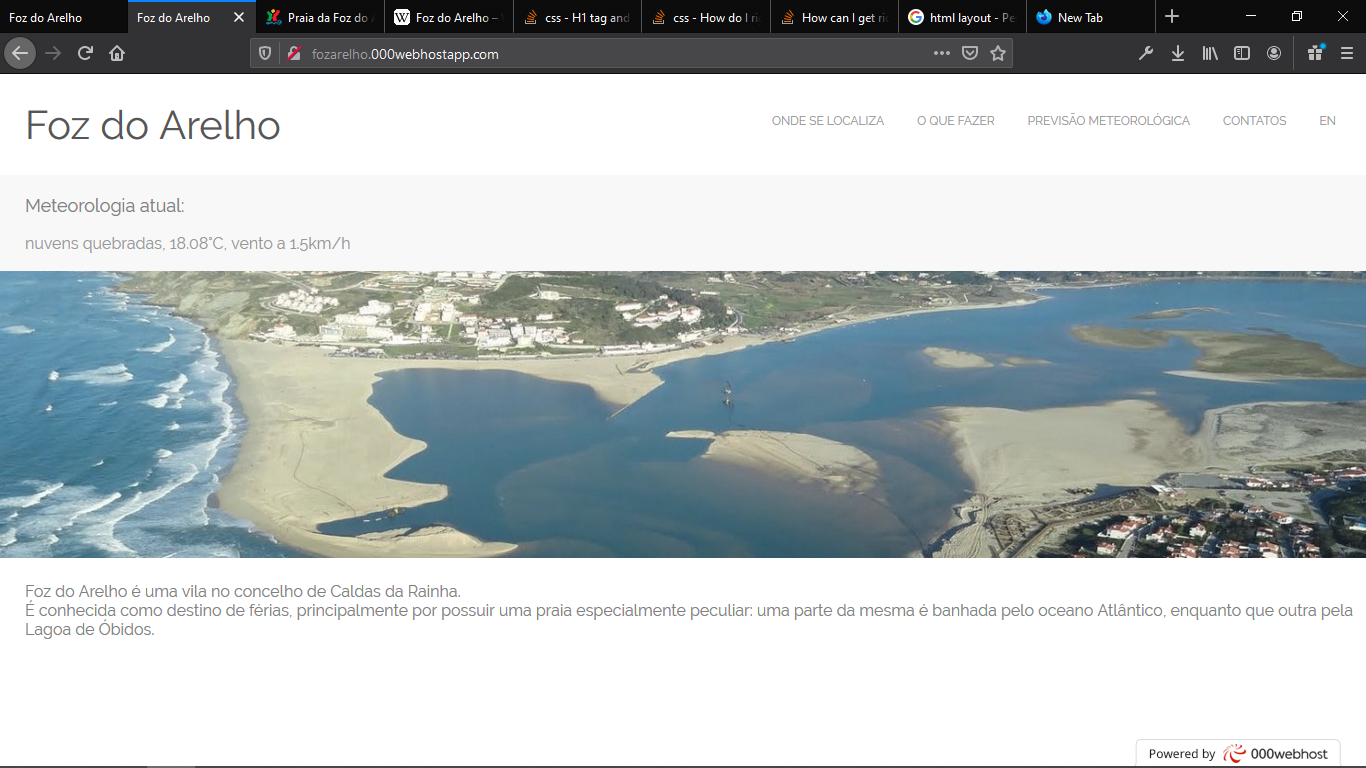 Foz do Arelho
Foz do Arelho
Praia da Foz do A
Foz do Arelho –
css - H1 tag and
css - How do I
How can I get
html layout - Pe
New Tab
fozarelho.000webhostapp.com
Foz do Arelho
ONDE SE LOCALIZA
O QUE FAZER
PREVISÃO METEOROLÓGICA
CONTATOS
EN
Meteorologia atual:
nuvens quebradas, 18.08°C, vento a 1.5km/h
Foz do Arelho é uma vila no concelho de Caldas da Rainha.
É conhecida como destino de férias, principalmente por possuir uma praia especialmente peculiar: uma parte da mesma é banhada pelo oceano Atlântico, enquanto que outra pela
Lagoa de Óbidos.
Powered by 000webhost